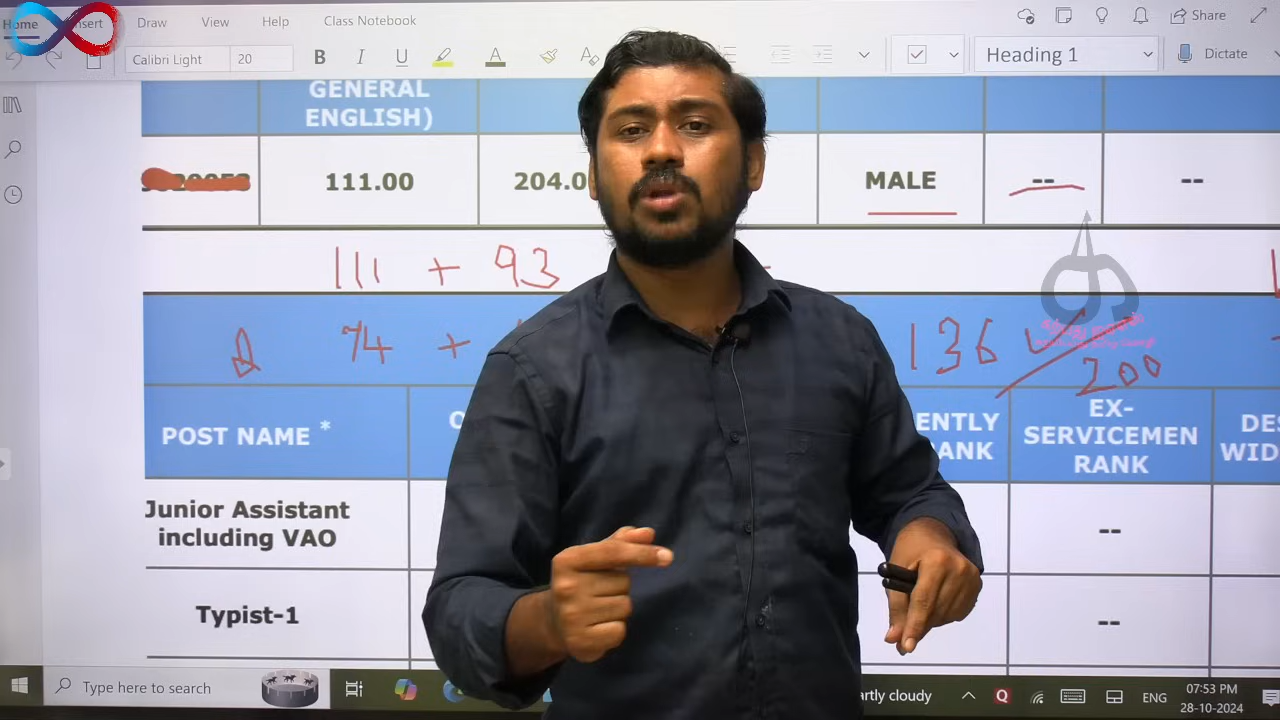 Home Insert Draw View Help Class Notebook Share
Calibri Light 20 B I U A Heading 1 Dictate
GENERAL
ENGLISH)
111.00 204.0 MALE -- --
111 + 93
74 + 136 200
POST NAME *
ENTLY
ANK
EX-
SERVICEMEN
RANK
DES
WID
Junior Assistant
including VAO
--
Typist-1
--
Type here to search
artly cloudy ENG 07:53 PM
28-10-2024